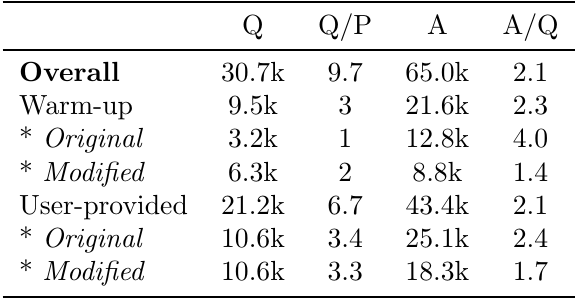 Q Q/P A A/Q
Overall 30.7k 9.7 65.0k 2.1
Warm-up 9.5k 3 21.6k 2.3
* Original 3.2k 1 12.8k 4.0
* Modified 6.3k 2 8.8k 1.4
User-provided 21.2k 6.7 43.4k 2.1
* Original 10.6k 3.4 25.1k 2.4
* Modified 10.6k 3.3 18.3k 1.7